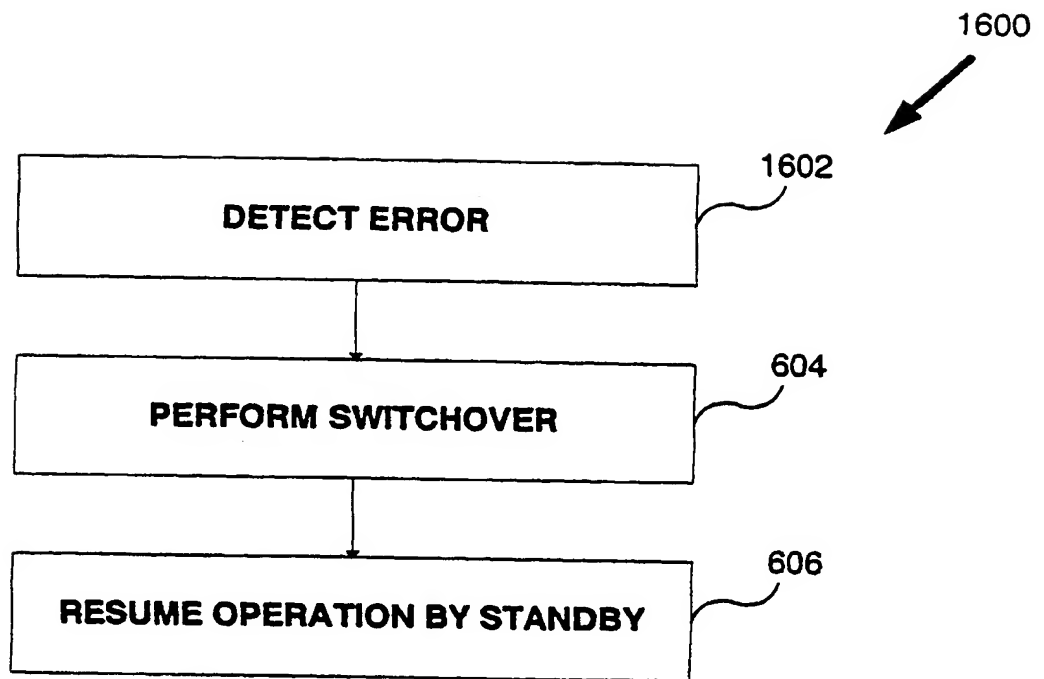 1600
1602
DETECT ERROR
604
PERFORM SWITCHOVER
606
RESUME OPERATION BY STANDBY